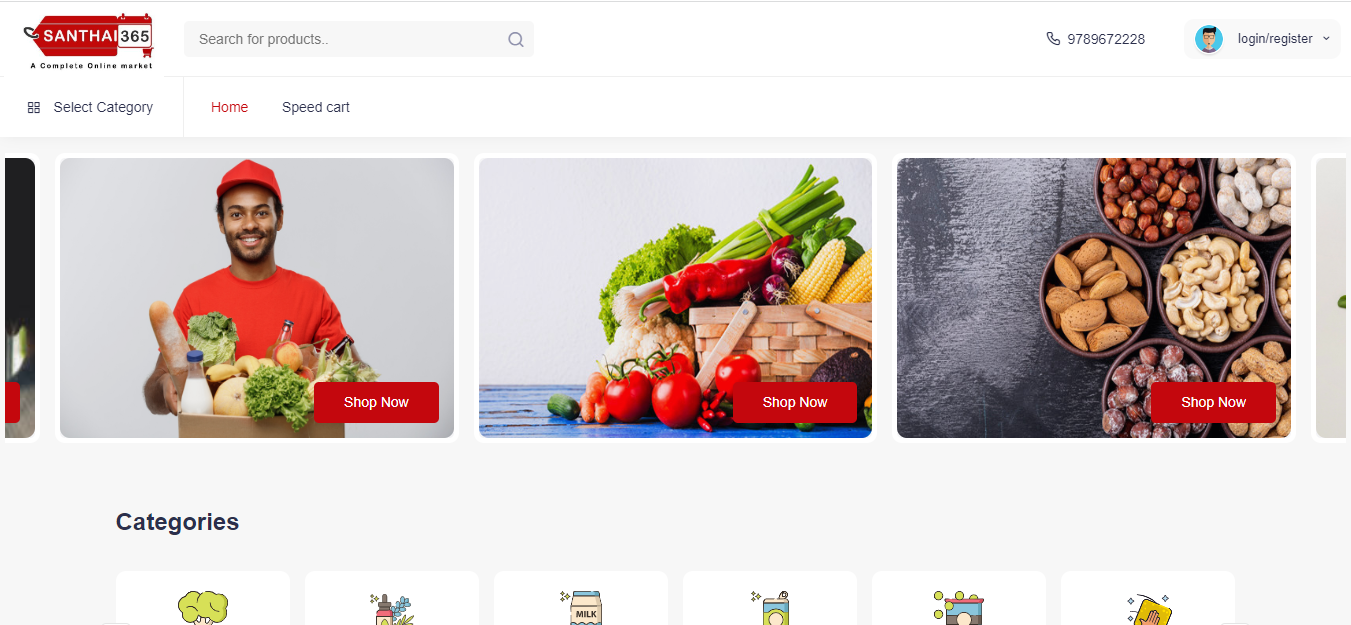 SANTHAI 365
A Complete Online market
Search for products..
9789672228
login/register
Select Category
Home
Speed cart
Shop Now
Shop Now
Shop Now
Categories
MILK